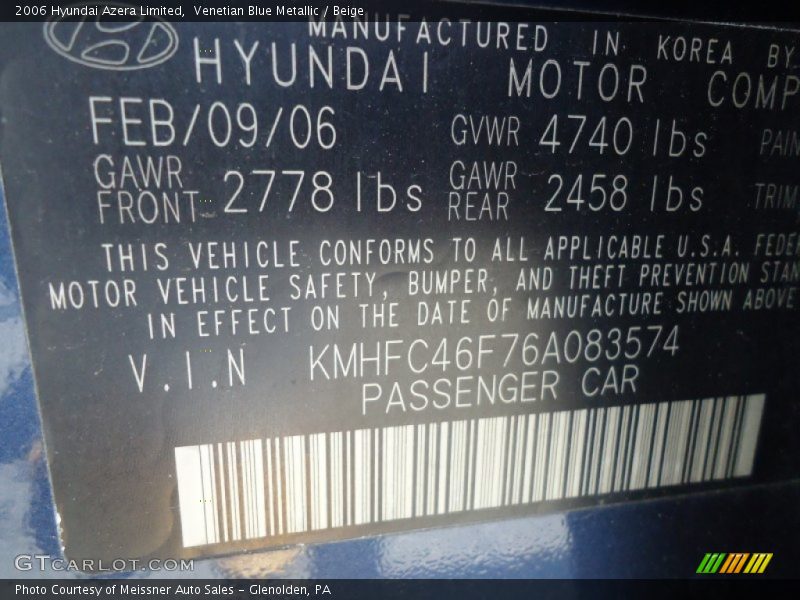 2006 Hyundai Azera Limited,  Venetian Blue Metallic / Beige
MANUFACTURED IN KOREA BY
HYUNDAI MOTOR COMP
FEB/09/06 GVWR 4740 lbs PAIN
GAWR FRONT 2778 lbs GAWR REAR 2458 lbs TRIM
THIS VEHICLE CONFORMS TO ALL APPLICABLE U.S.A. FEDE
MOTOR VEHICLE SAFETY, BUMPER, AND THEFT PREVENTION STAN
IN EFFECT ON THE DATE OF MANUFACTURE SHOWN ABOVE
V.I.N KMHFC46F76A083574
PASSENGER CAR
GTCARLOT.COM
Photo Courtesy of Meissner Auto Sales – Glenolden, PA